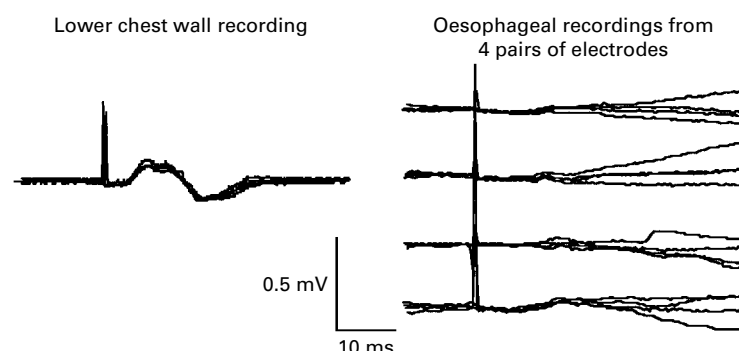 Lower chest wall recording
Oesophageal recordings from
4 pairs of electrodes
0.5 mV
10 ms